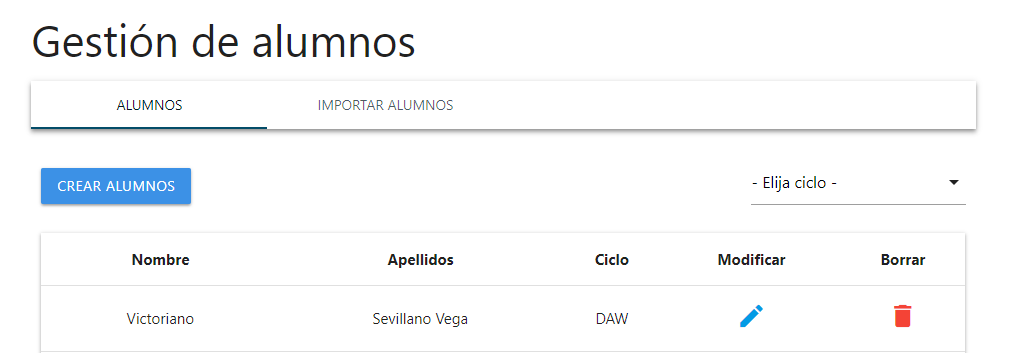 Gestión de alumnos
ALUMNOS IMPORTAR ALUMNOS
CREAR ALUMNOS - Elija ciclo -
Nombre Apellidos Ciclo Modificar Borrar
Victoriano Sevillano Vega DAW